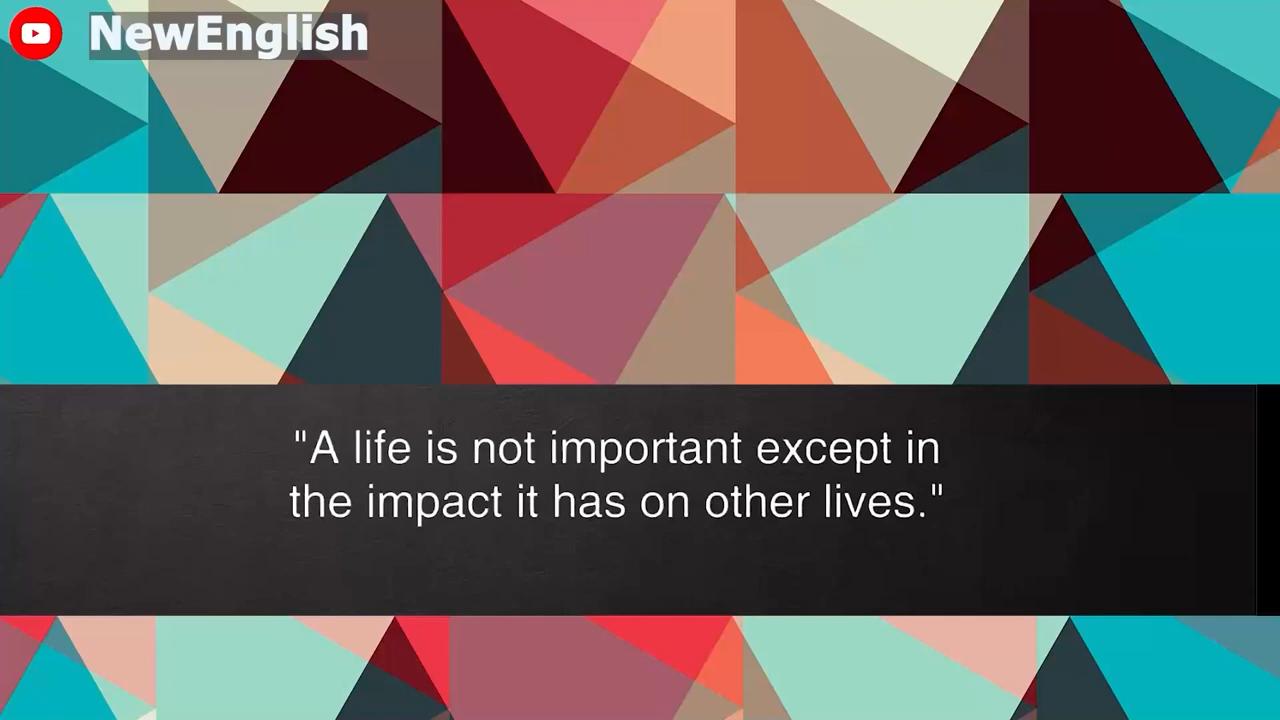 NewEnglish
"A life is not important except in
the impact it has on other lives."